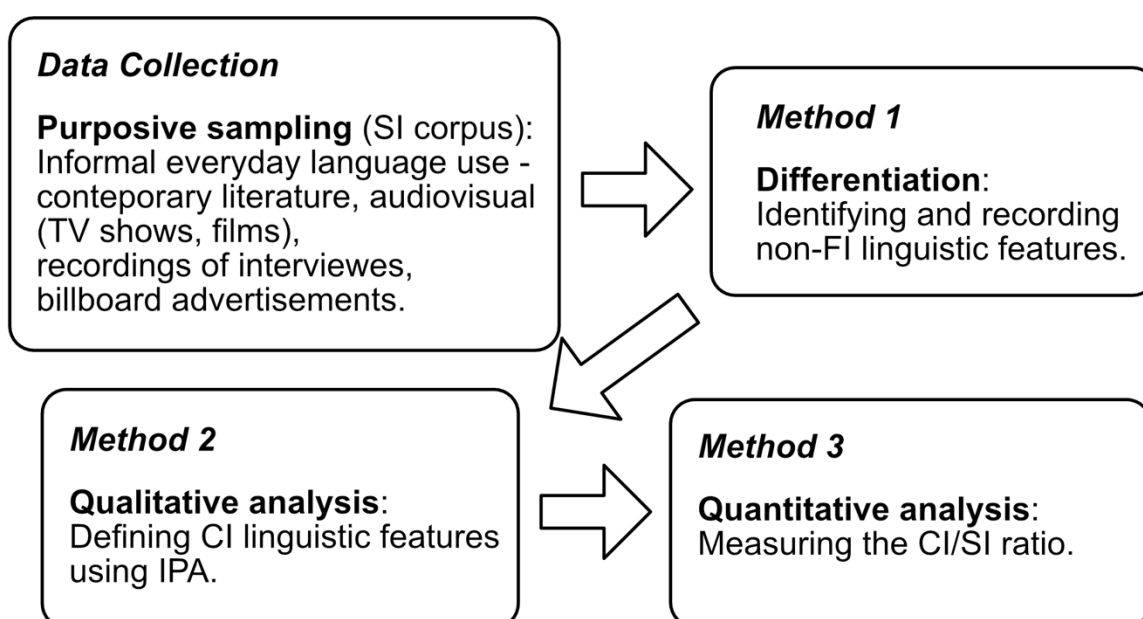 Data Collection
Purposive sampling (SI corpus):
Informal everyday language use -
conteporary literature, audiovisual
(TV shows, films),
recordings of interviewes,
billboard advertisements.
Method 1
Differentiation:
Identifying and recording
non-FI linguistic features.
Method 2
Qualitative analysis:
Defining CI linguistic features
using IPA.
Method 3
Quantitative analysis:
Measuring the CI/SI ratio.